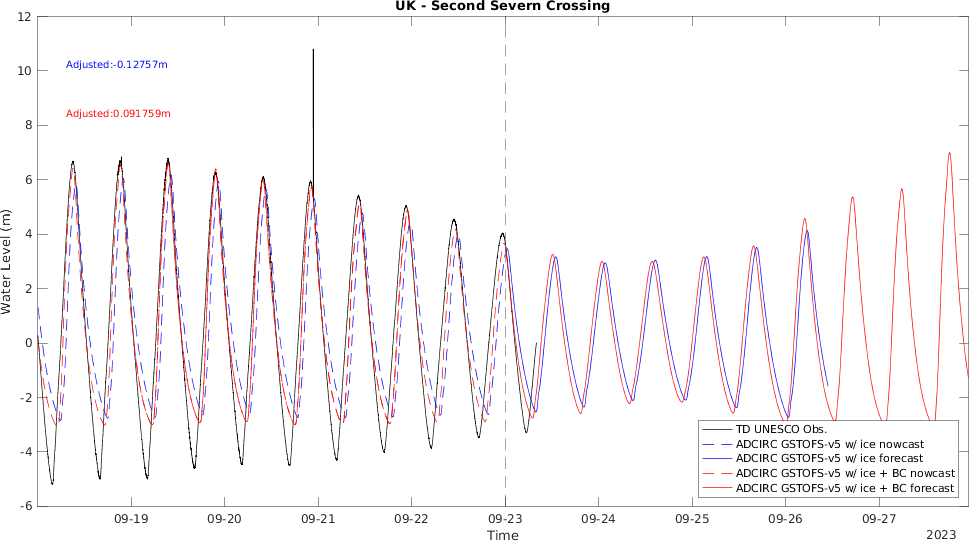 UK - Second Severn Crossing
12
10
8
6
4
2
0
-2
-4
-6
Water Level (m)
Adjusted:-0.12757m
Adjusted:0.091759m
TD UNESCO Obs.
ADCIRC GSTOFS-v5 w/ ice nowcast
ADCIRC GSTOFS-v5 w/ ice forecast
ADCIRC GSTOFS-v5 w/ ice + BC nowcast
ADCIRC GSTOFS-v5 w/ ice + BC forecast
09-19 09-20 09-21 09-22 09-23 09-24 09-25 09-26 09-27
Time
2023